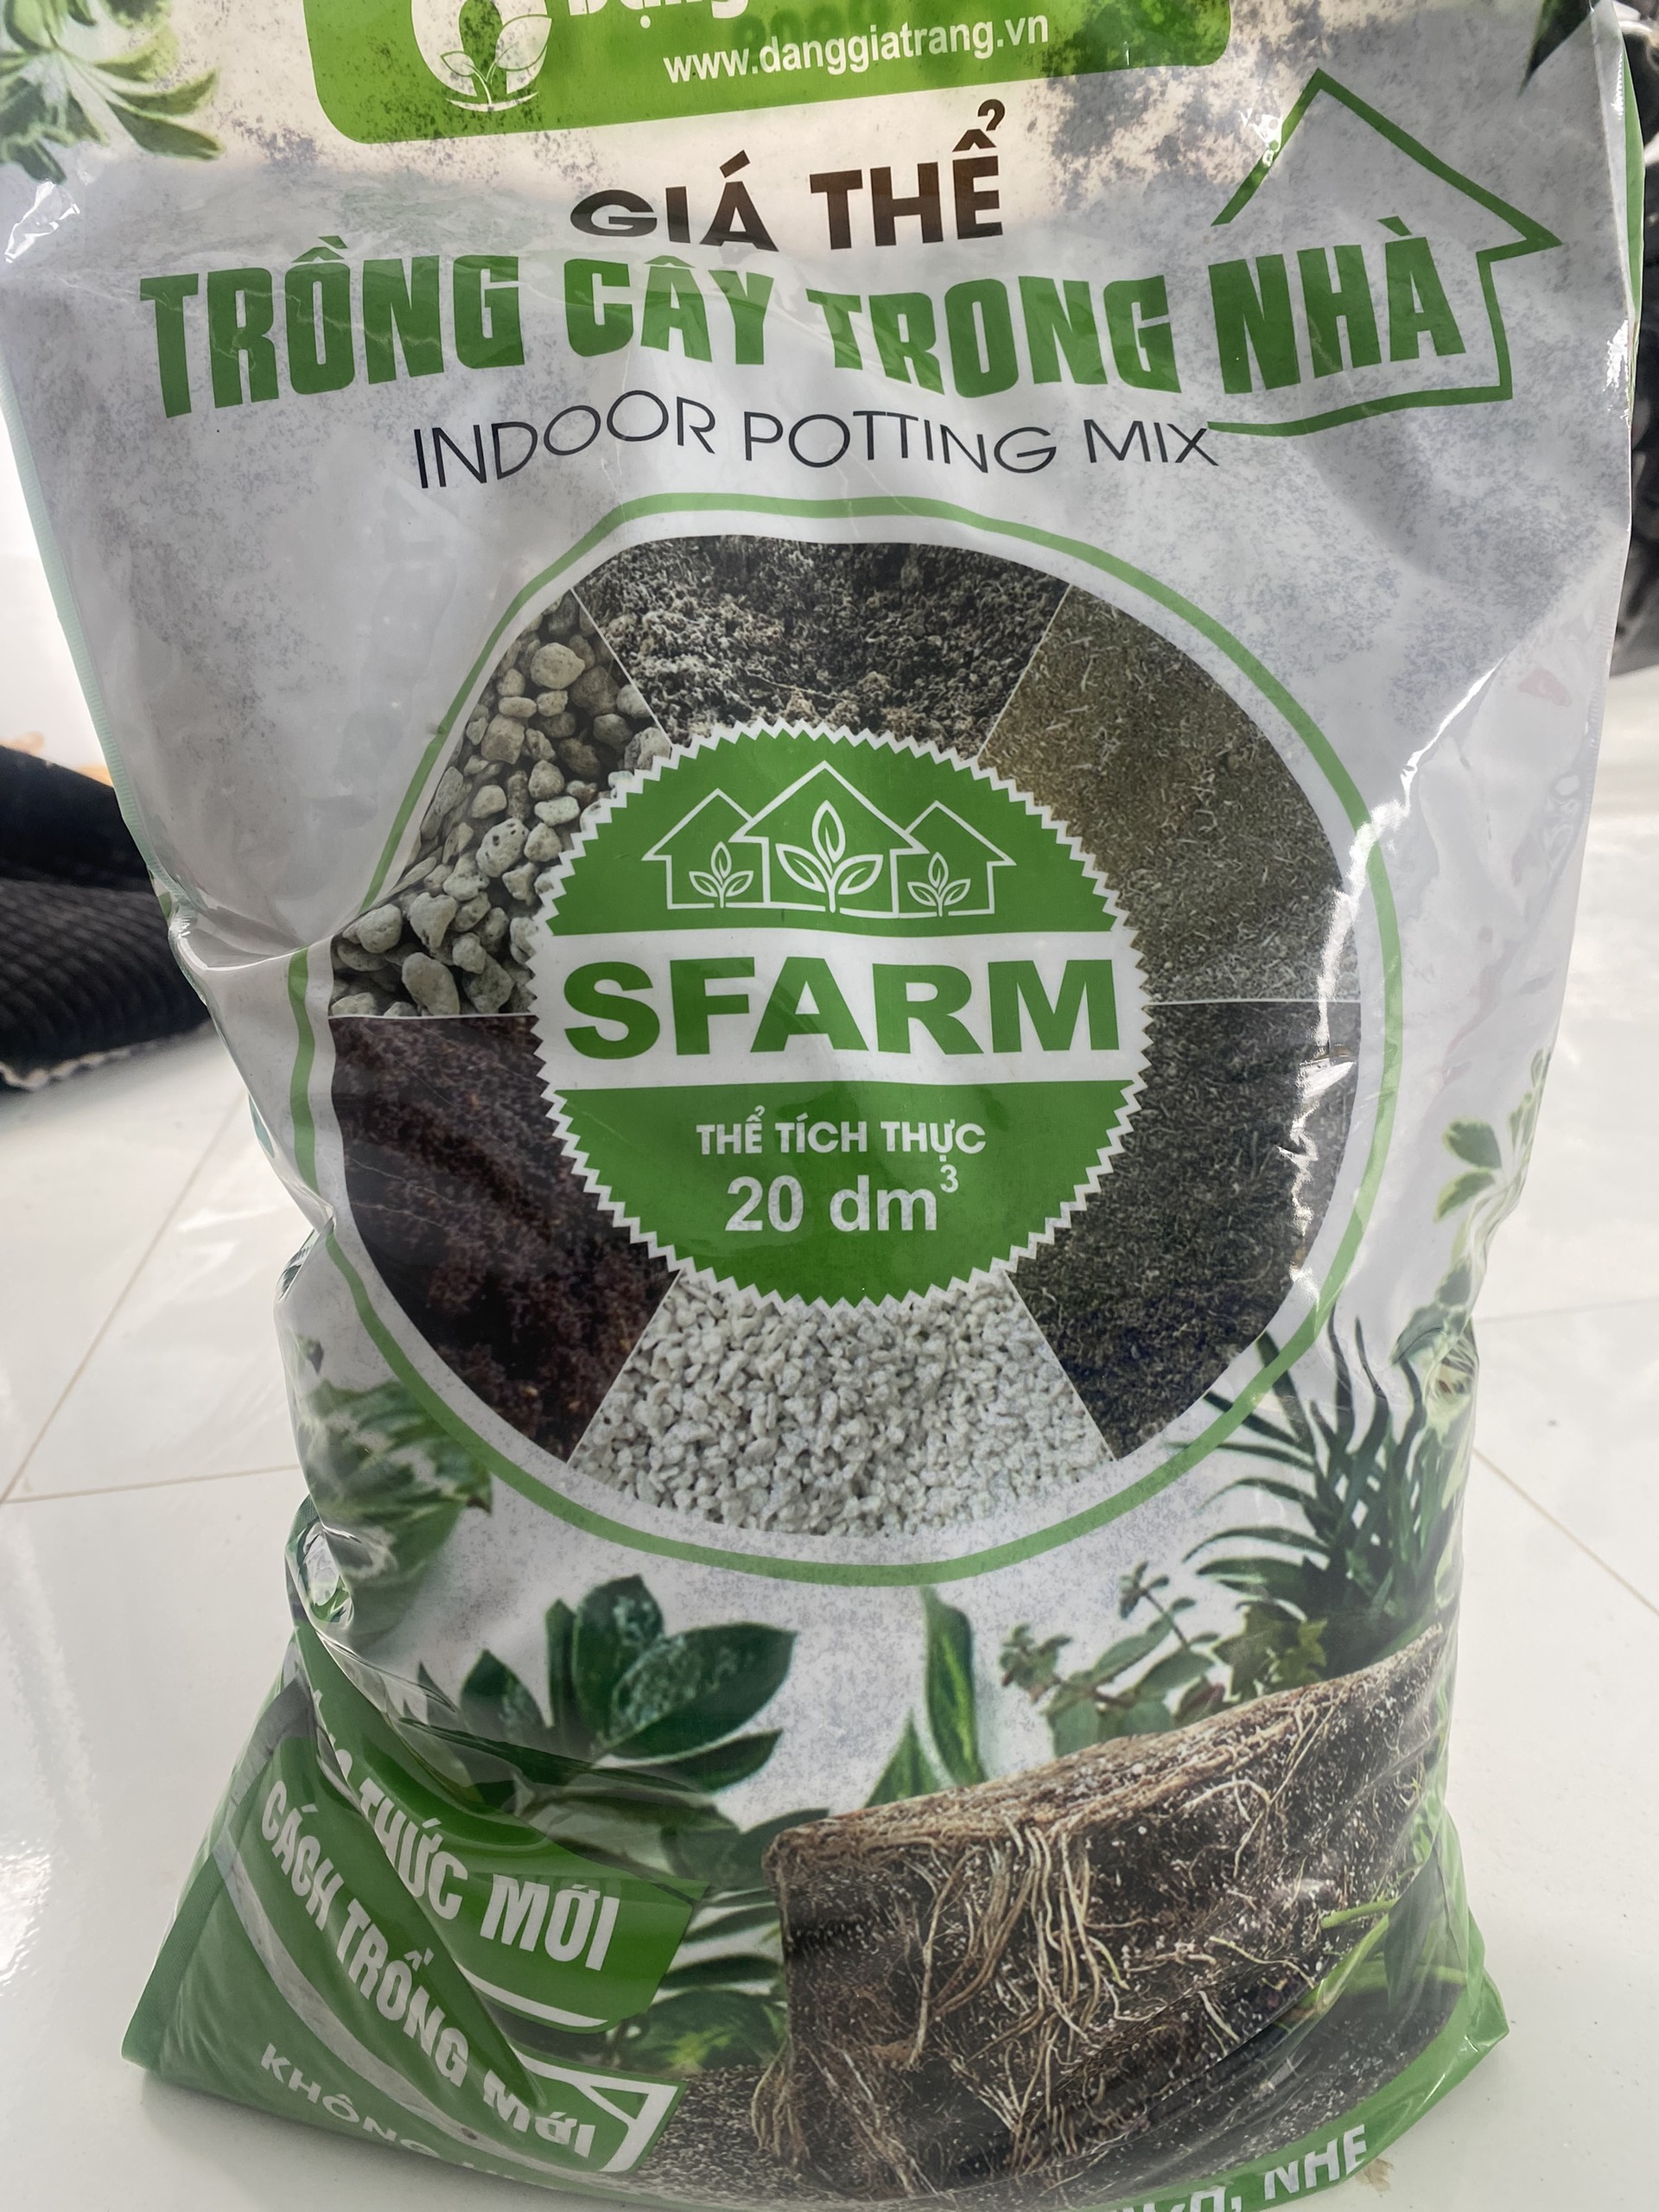 www.danggiatrang.vn
GIÁ THỂ
TRỒNG CÂY TRONG NHÀ
INDOOR POTTING MIX
SFARM
THỂ TÍCH THỰC
20 dm³
THỨC MỚI
CÁCH TRỒNG MỚI
KHÔNG
NHẸ